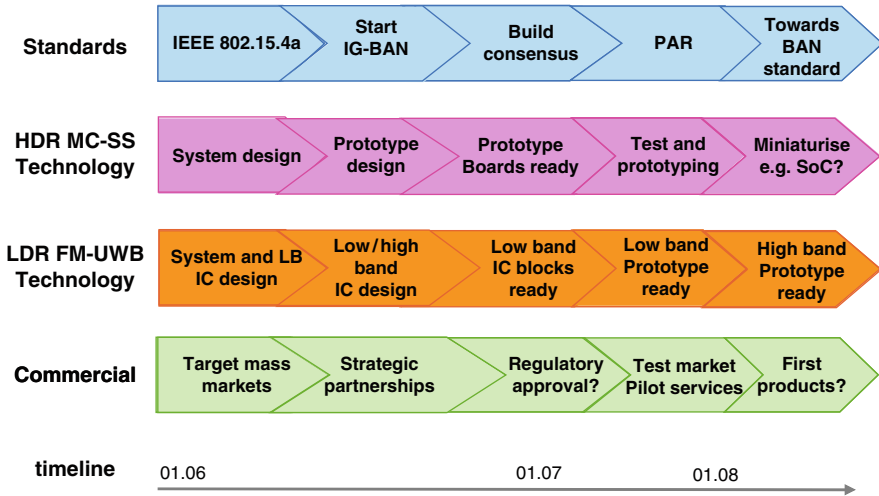 Standards
IEEE 802.15.4a
Start
IG-BAN
Build
consensus
PAR
Towards
BAN
standard
HDR MC-SS
Technology
System design
Prototype
design
Prototype
Boards ready
Test and
prototyping
Miniaturise
e.g. SoC?
LDR FM-UWB
Technology
System and LB
IC design
Low/high
band
IC design
Low band
IC blocks
ready
Low band
Prototype
ready
High band
Prototype
ready
Commercial
Target mass
markets
Strategic
partnerships
Regulatory
approval?
Test market
Pilot services
First
products?
timeline
01.06
01.07
01.08